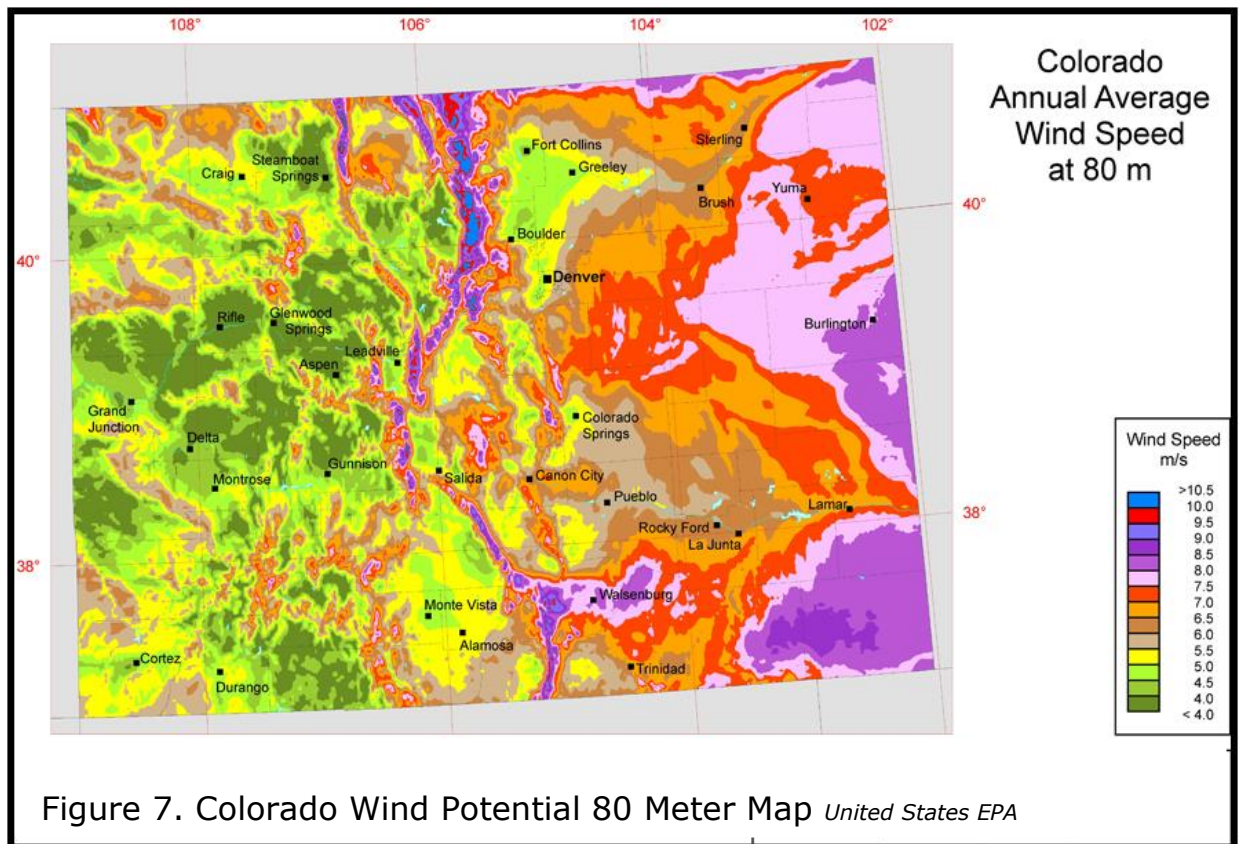 108°
106°
104°
102°
Colorado
Annual Average
Wind Speed
at 80 m
Fort Collins
Sterling
Steamboat
Springs
Craig
Greeley
Brush
Yuma
40°
Boulder
40°
Denver
Rifle
Glenwood
Springs
Burlington
Leadville
Aspen
Grand
Junction
Colorado
Springs
Delta
Gunnison
Salida
Canon City
Montrose
Pueblo
Lamar
38°
Rocky Ford
La Junta
38°
Walsenburg
Monte Vista
Alamosa
Cortez
Durango
Trinidad
Wind Speed
m/s
>10.5
10.0
9.5
9.0
8.5
8.0
7.5
7.0
6.5
6.0
5.5
5.0
4.5
4.0
< 4.0
Figure 7. Colorado Wind Potential 80 Meter Map United States EPA